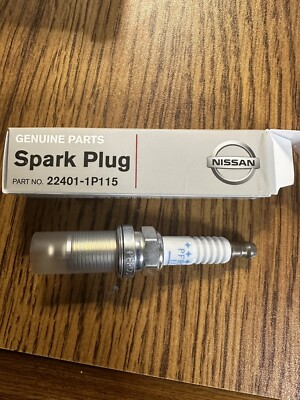 GENUINE PARTS
Spark Plug
PART NO. 22401-1P115
NISSAN